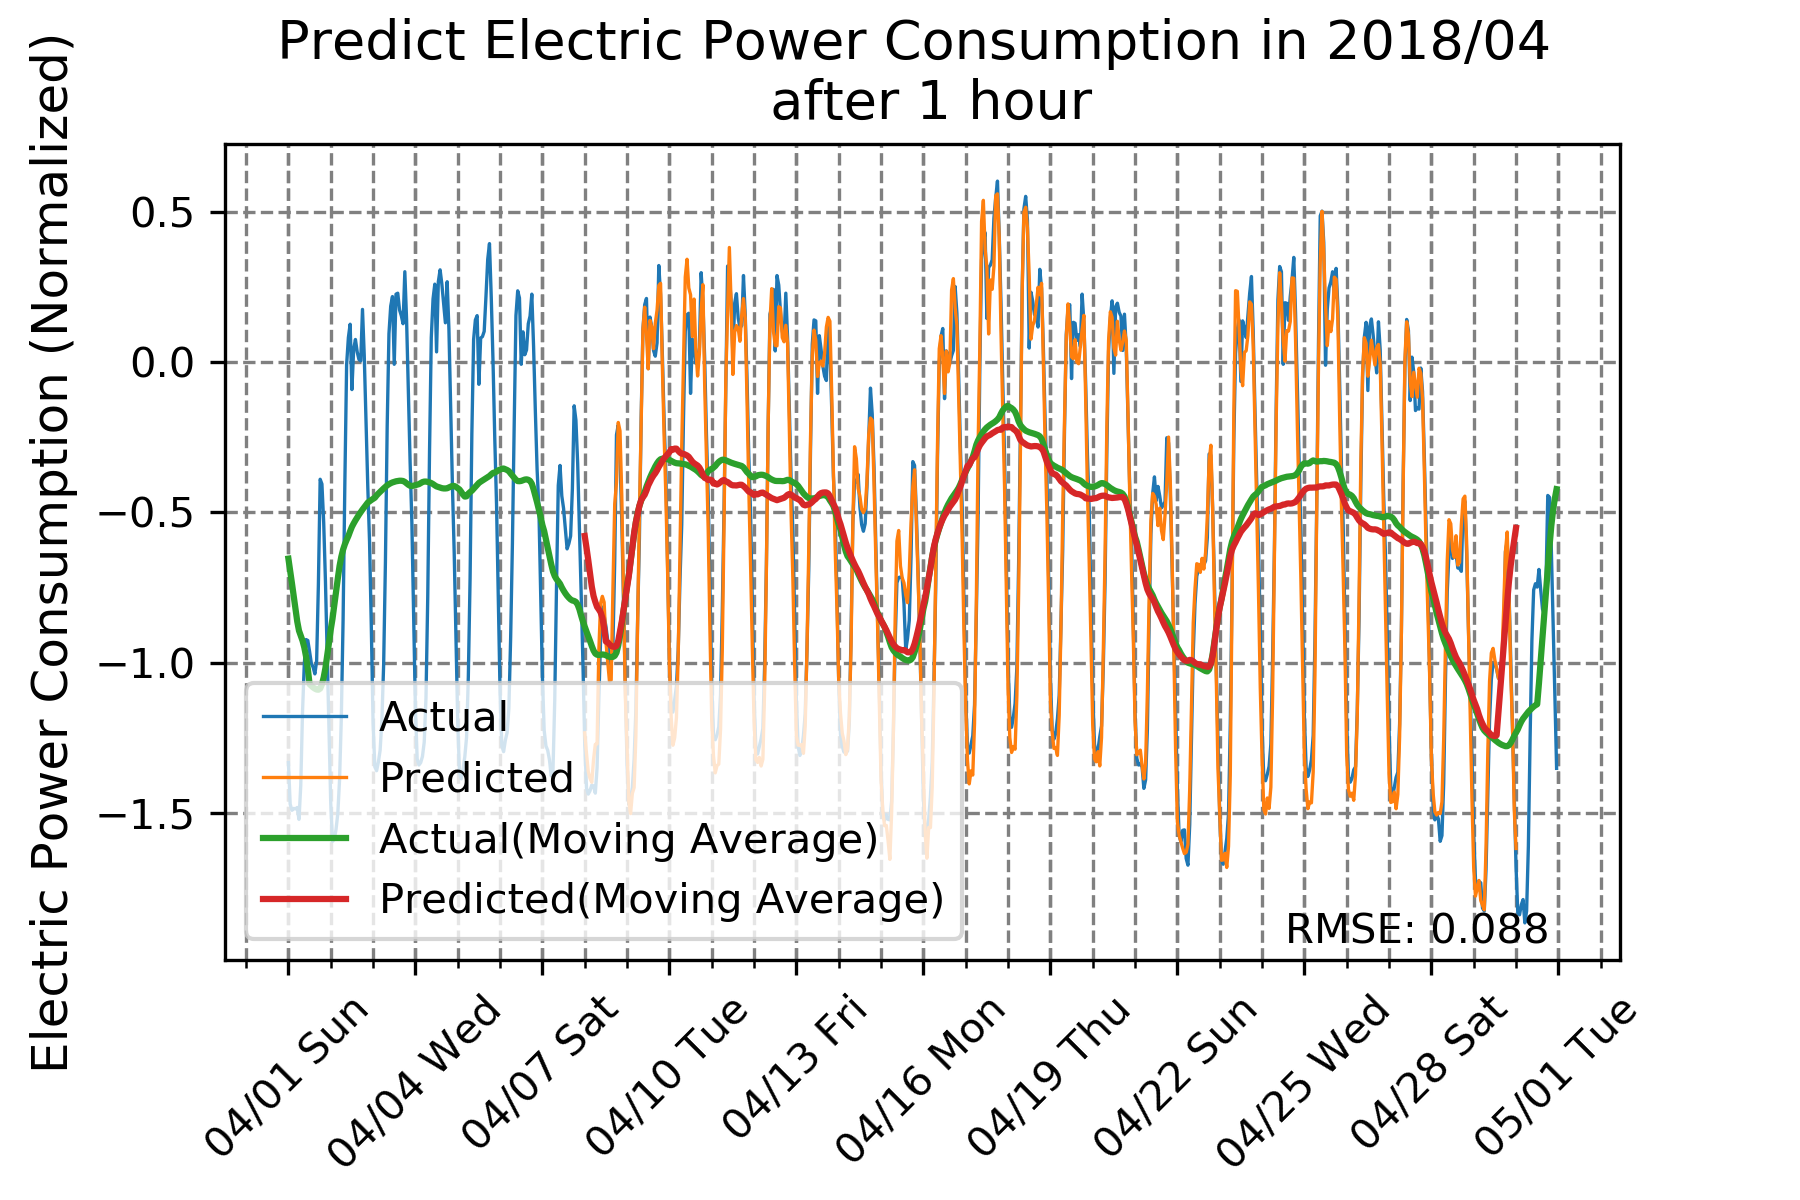 Predict Electric Power Consumption in 2018/04
after 1 hour
Electric Power Consumption (Normalized)
0.5
0.0
−0.5
−1.0
−1.5
Actual
Predicted
Actual(Moving Average)
Predicted(Moving Average)
RMSE: 0.088
04/01 Sun
04/04 Wed
04/07 Sat
04/10 Tue
04/13 Fri
04/16 Mon
04/19 Thu
04/22 Sun
04/25 Wed
04/28 Sat
05/01 Tue